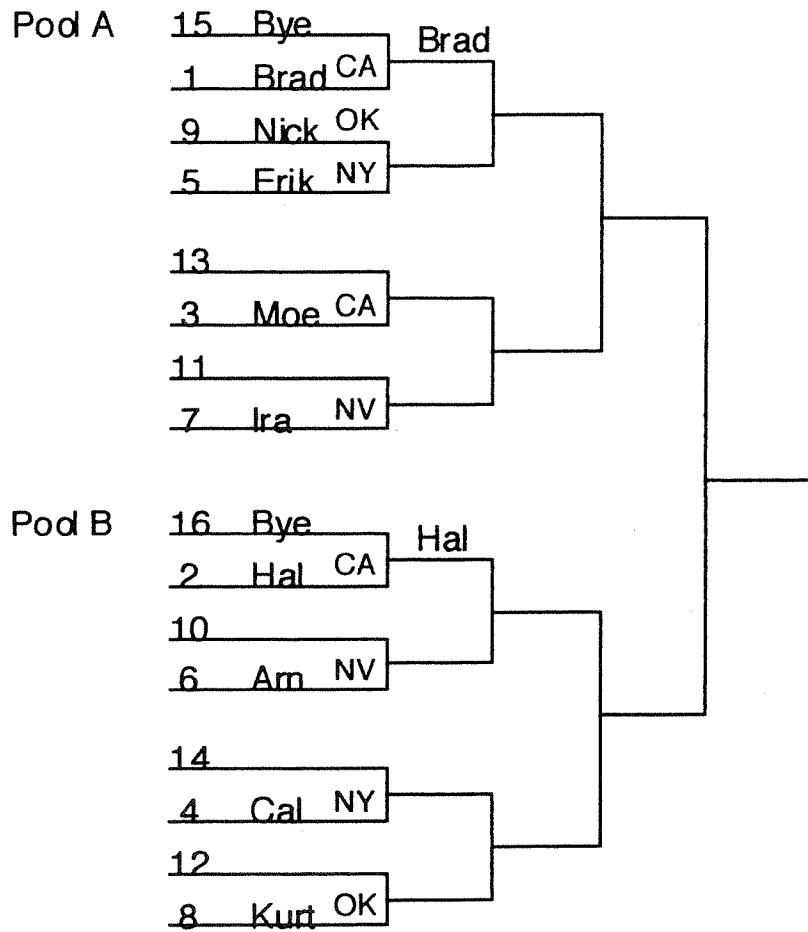 Pool A
15 Bye
Brad
1 Brad CA
9 Nick OK
5 Erik NY
13
3 Moe CA
11
7 Ira NV
Pool B
16 Bye
Hal
2 Hal CA
10
6 Arn NV
14
4 Cal NY
12
8 Kurt OK